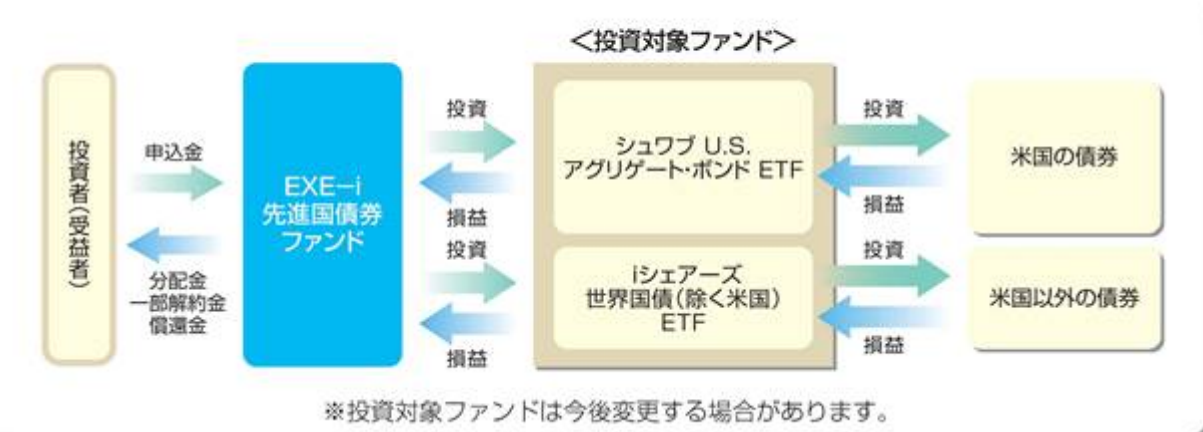 <投資対象ファンド>
投資者(受益者)
申込金
分配金
一部解約金
償還金
EXE-i
先進国債券
ファンド
投資
損益
投資
損益
シュワブ U.S.
アグリゲート・ボンド ETF
iシェアーズ
世界国債(除く米国)
ETF
投資
損益
投資
損益
米国の債券
米国以外の債券
※投資対象ファンドは今後変更する場合があります。